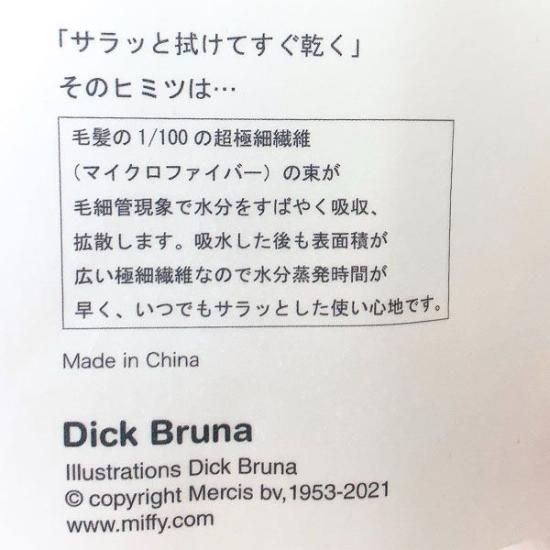 「サラッと拭けてすぐ乾く」
そのヒミツは…
毛髪の1/100の超極細繊維
（マイクロファイバー）の束が
毛細管現象で水分をすばやく吸収、
拡散します。吸水した後も表面積が
広い極細繊維なので水分蒸発時間が
早く、いつでもサラッとした使い心地です。
Made in China
Dick Bruna
Illustrations Dick Bruna
© copyright Mercis bv,1953-2021
www.miffy.com